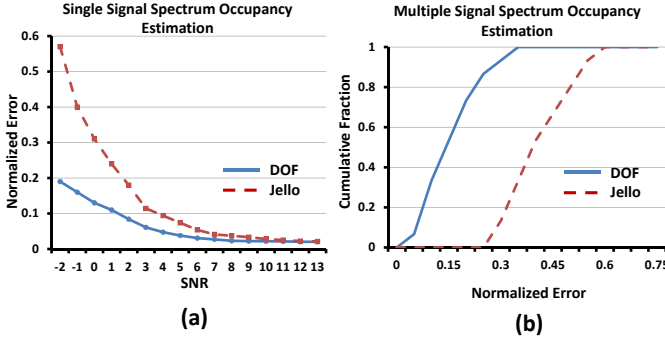 Single Signal Spectrum Occupancy
Estimation
Normalized Error
0.6
0.5
0.4
0.3
0.2
0.1
0
DOF
Jello
-2 -1 0 1 2 3 4 5 6 7 8 9 10 11 12 13
SNR
(a)
Multiple Signal Spectrum Occupancy
Estimation
Cumulative Fraction
1
0.8
0.6
0.4
0.2
0
DOF
Jello
0 0.15 0.3 0.45 0.6 0.75
Normalized Error
(b)